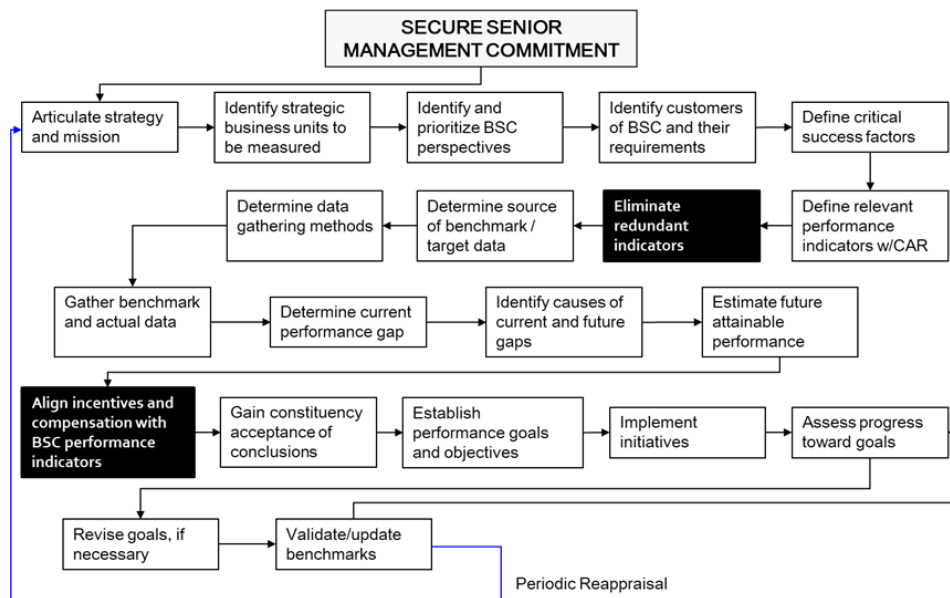 SECURE SENIOR
MANAGEMENT COMMITMENT
Articulate strategy
and mission
Identify strategic
business units to
be measured
Identify and
prioritize BSC
perspectives
Identify customers
of BSC and their
requirements
Define critical
success factors
Define relevant
performance
indicators w/CAR
Eliminate
redundant
indicators
Determine source
of benchmark /
target data
Determine data
gathering methods
Gather benchmark
and actual data
Determine current
performance gap
Identify causes of
current and future
gaps
Estimate future
attainable
performance
Align incentives and
compensation with
BSC performance
indicators
Gain constituency
acceptance of
conclusions
Establish
performance goals
and objectives
Implement
initiatives
Assess progress
toward goals
Revise goals, if
necessary
Validate/update
benchmarks
Periodic Reappraisal